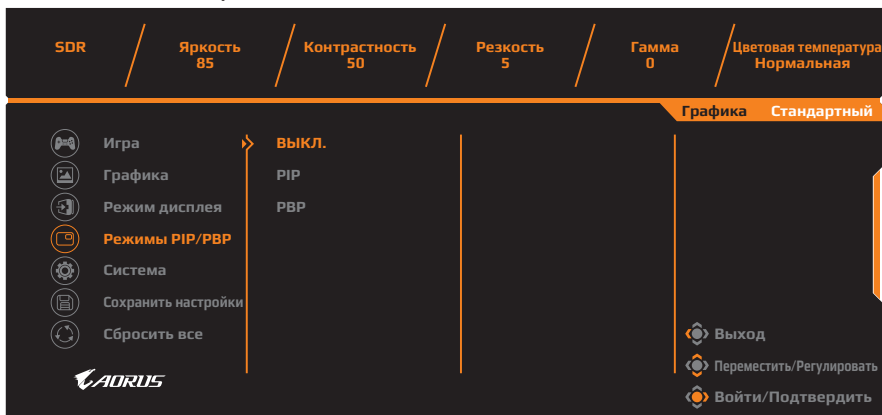 SDR
Яркость
85
Контрастность
50
Резкость
5
Гамма
0
Цветовая температура
Нормальная
Графика Стандартный
Игра
Графика
Режим дисплея
Режимы PIP/PBP
Система
Сохранить настройки
Сбросить все
ВЫКЛ.
PIP
PBP
Выход
Переместить/Регулировать
Войти/Подтвердить
AORUS